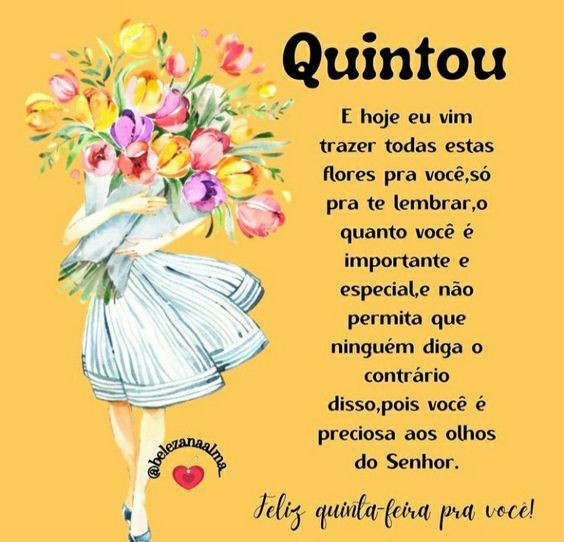 Quintou
E hoje eu vim
trazer todas estas
flores pra você,só
pra te lembrar,o
quanto você é
importante e
especial,e não
permita que
ninguém diga o
contrário
disso,pois você é
preciosa aos olhos
do Senhor.
@belezanaalma_
Feliz quinta-feira pra você!